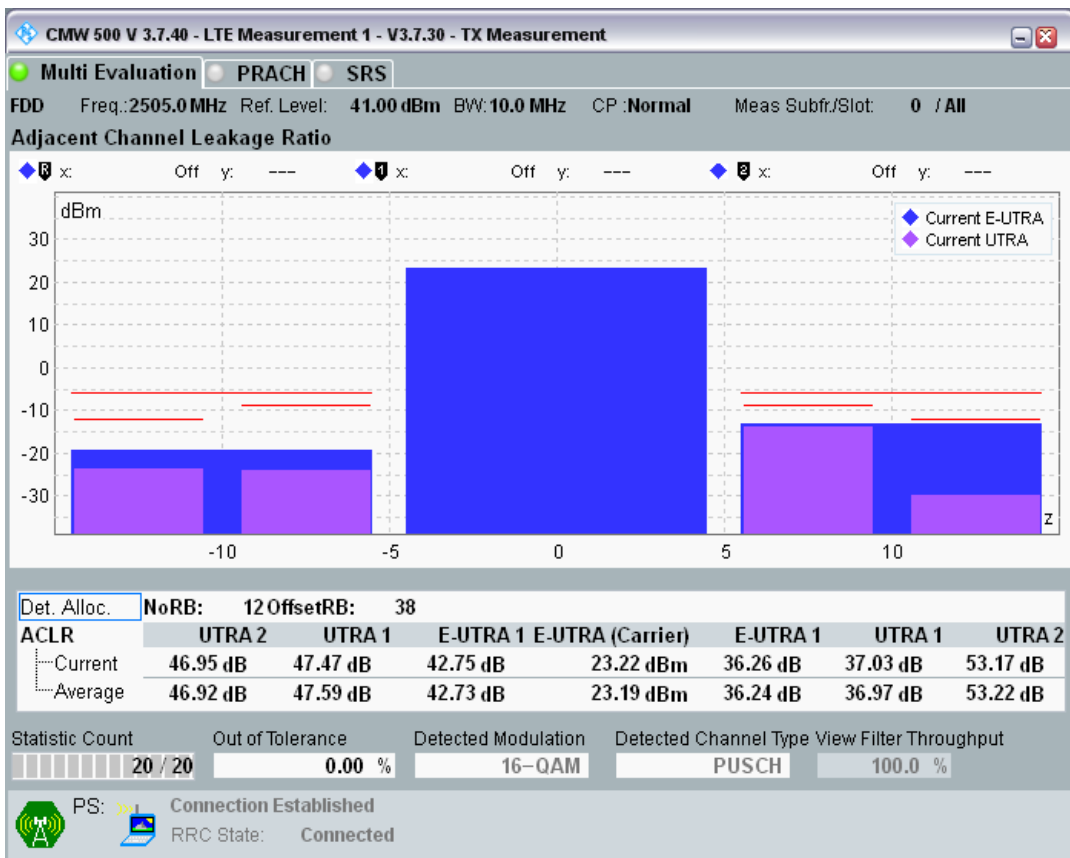 CMW 500 V 3.7.40 - LTE Measurement 1 - V3.7.30 - TX Measurement
Multi Evaluation PRACH SRS
FDD Freq.:2505.0 MHz Ref. Level: 41.00 dBm BW:10.0 MHz CP :Normal Meas Subfr./Slot: 0 / All
Adjacent Channel Leakage Ratio
R x: Off y: --- 1 x: Off y: --- 2 x: Off y: ---
dBm
Current E-UTRA
Current UTRA
30
20
10
0
-10
-20
-30
z
-10 -5 0 5 10
Det. Alloc. NoRB: 12 OffsetRB: 38
ACLR UTRA 2 UTRA 1 E-UTRA 1 E-UTRA (Carrier) E-UTRA 1 UTRA 1 UTRA 2
Current 46.95 dB 47.47 dB 42.75 dB 23.22 dBm 36.26 dB 37.03 dB 53.17 dB
Average 46.92 dB 47.59 dB 42.73 dB 23.19 dBm 36.24 dB 36.97 dB 53.22 dB
Statistic Count Out of Tolerance Detected Modulation Detected Channel Type View Filter Throughput
20 / 20 0.00 % 16-QAM PUSCH 100.0 %
PS: Connection Established
RRC State: Connected